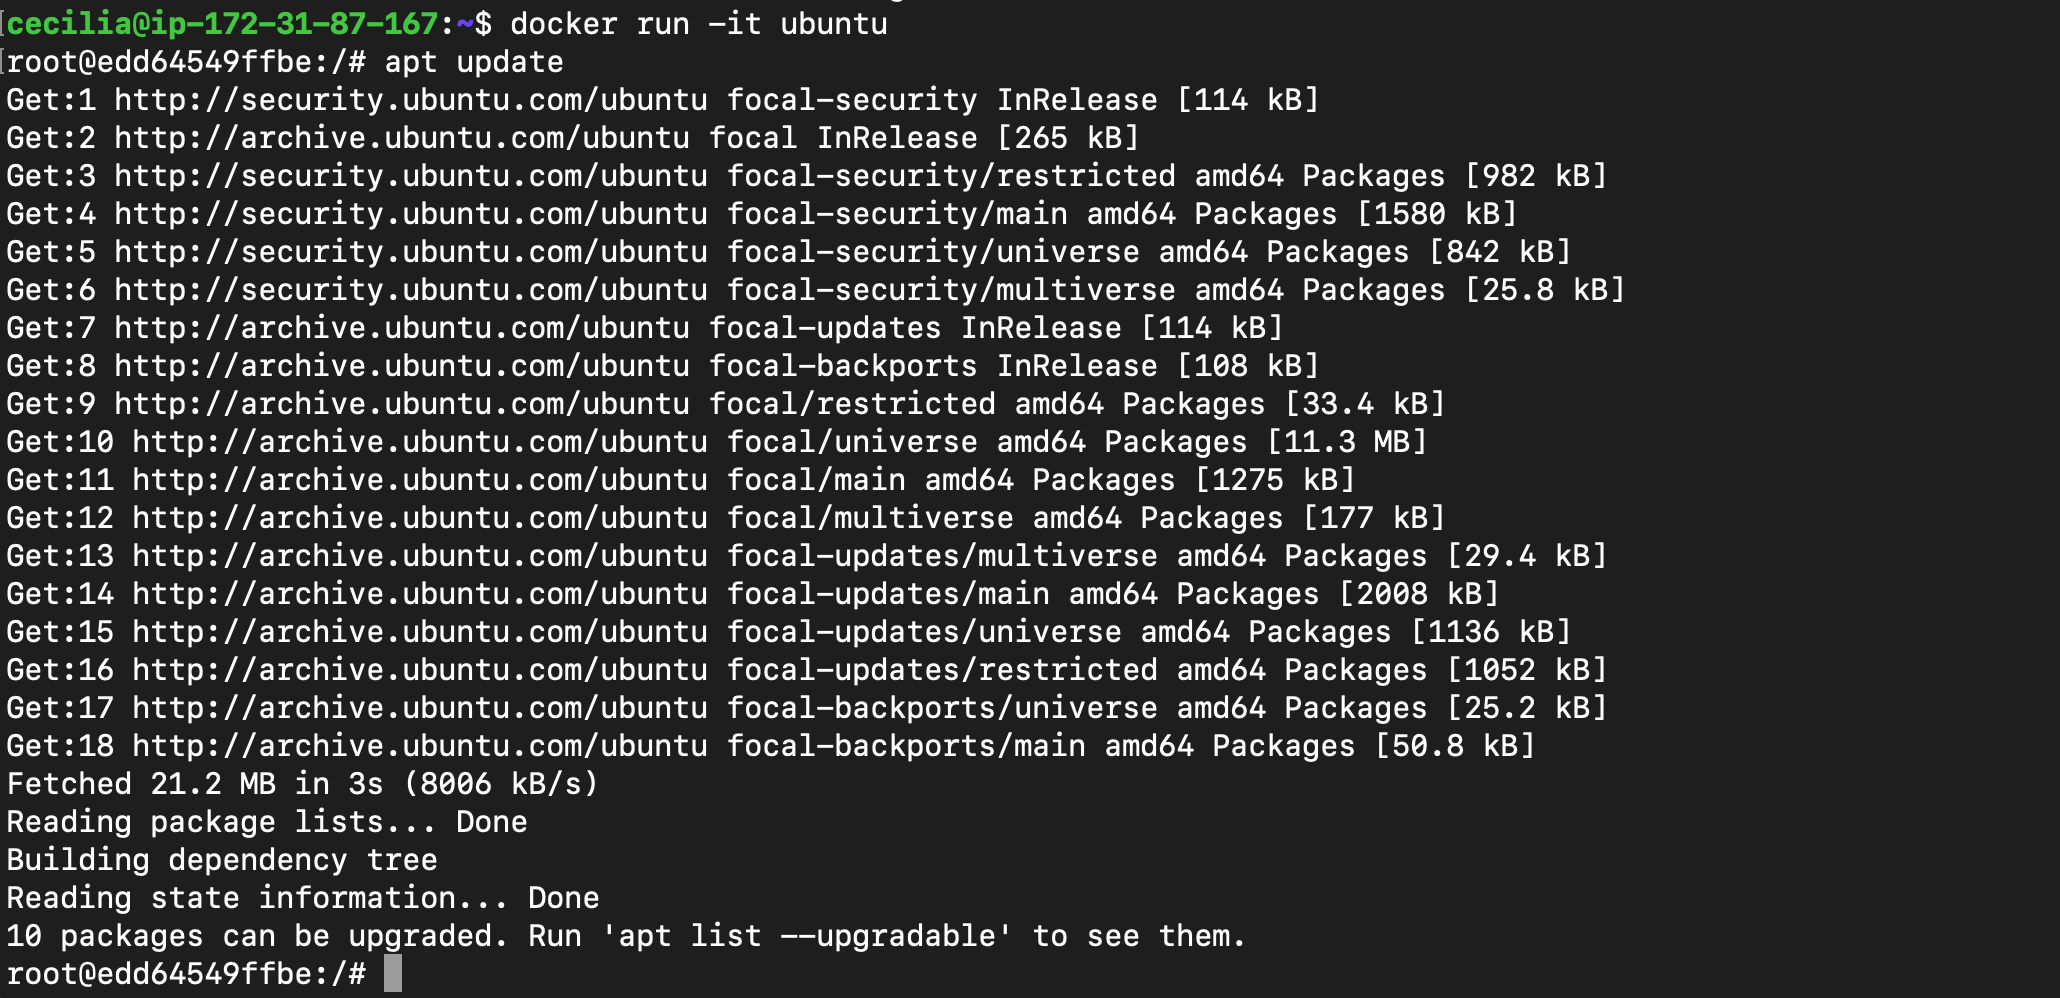 cecilia@ip-172-31-87-167:~$ docker run -it ubuntu
root@edd64549ffbe:/# apt update
Get:1 http://security.ubuntu.com/ubuntu focal-security InRelease [114 kB]
Get:2 http://archive.ubuntu.com/ubuntu focal InRelease [265 kB]
Get:3 http://security.ubuntu.com/ubuntu focal-security/restricted amd64 Packages [982 kB]
Get:4 http://security.ubuntu.com/ubuntu focal-security/main amd64 Packages [1580 kB]
Get:5 http://security.ubuntu.com/ubuntu focal-security/universe amd64 Packages [842 kB]
Get:6 http://security.ubuntu.com/ubuntu focal-security/multiverse amd64 Packages [25.8 kB]
Get:7 http://archive.ubuntu.com/ubuntu focal-updates InRelease [114 kB]
Get:8 http://archive.ubuntu.com/ubuntu focal-backports InRelease [108 kB]
Get:9 http://archive.ubuntu.com/ubuntu focal/restricted amd64 Packages [33.4 kB]
Get:10 http://archive.ubuntu.com/ubuntu focal/universe amd64 Packages [11.3 MB]
Get:11 http://archive.ubuntu.com/ubuntu focal/main amd64 Packages [1275 kB]
Get:12 http://archive.ubuntu.com/ubuntu focal/multiverse amd64 Packages [177 kB]
Get:13 http://archive.ubuntu.com/ubuntu focal-updates/multiverse amd64 Packages [29.4 kB]
Get:14 http://archive.ubuntu.com/ubuntu focal-updates/main amd64 Packages [2008 kB]
Get:15 http://archive.ubuntu.com/ubuntu focal-updates/universe amd64 Packages [1136 kB]
Get:16 http://archive.ubuntu.com/ubuntu focal-updates/restricted amd64 Packages [1052 kB]
Get:17 http://archive.ubuntu.com/ubuntu focal-backports/universe amd64 Packages [25.2 kB]
Get:18 http://archive.ubuntu.com/ubuntu focal-backports/main amd64 Packages [50.8 kB]
Fetched 21.2 MB in 3s (8006 kB/s)
Reading package lists... Done
Building dependency tree
Reading state information... Done
10 packages can be upgraded. Run 'apt list --upgradable' to see them.
root@edd64549ffbe:/#